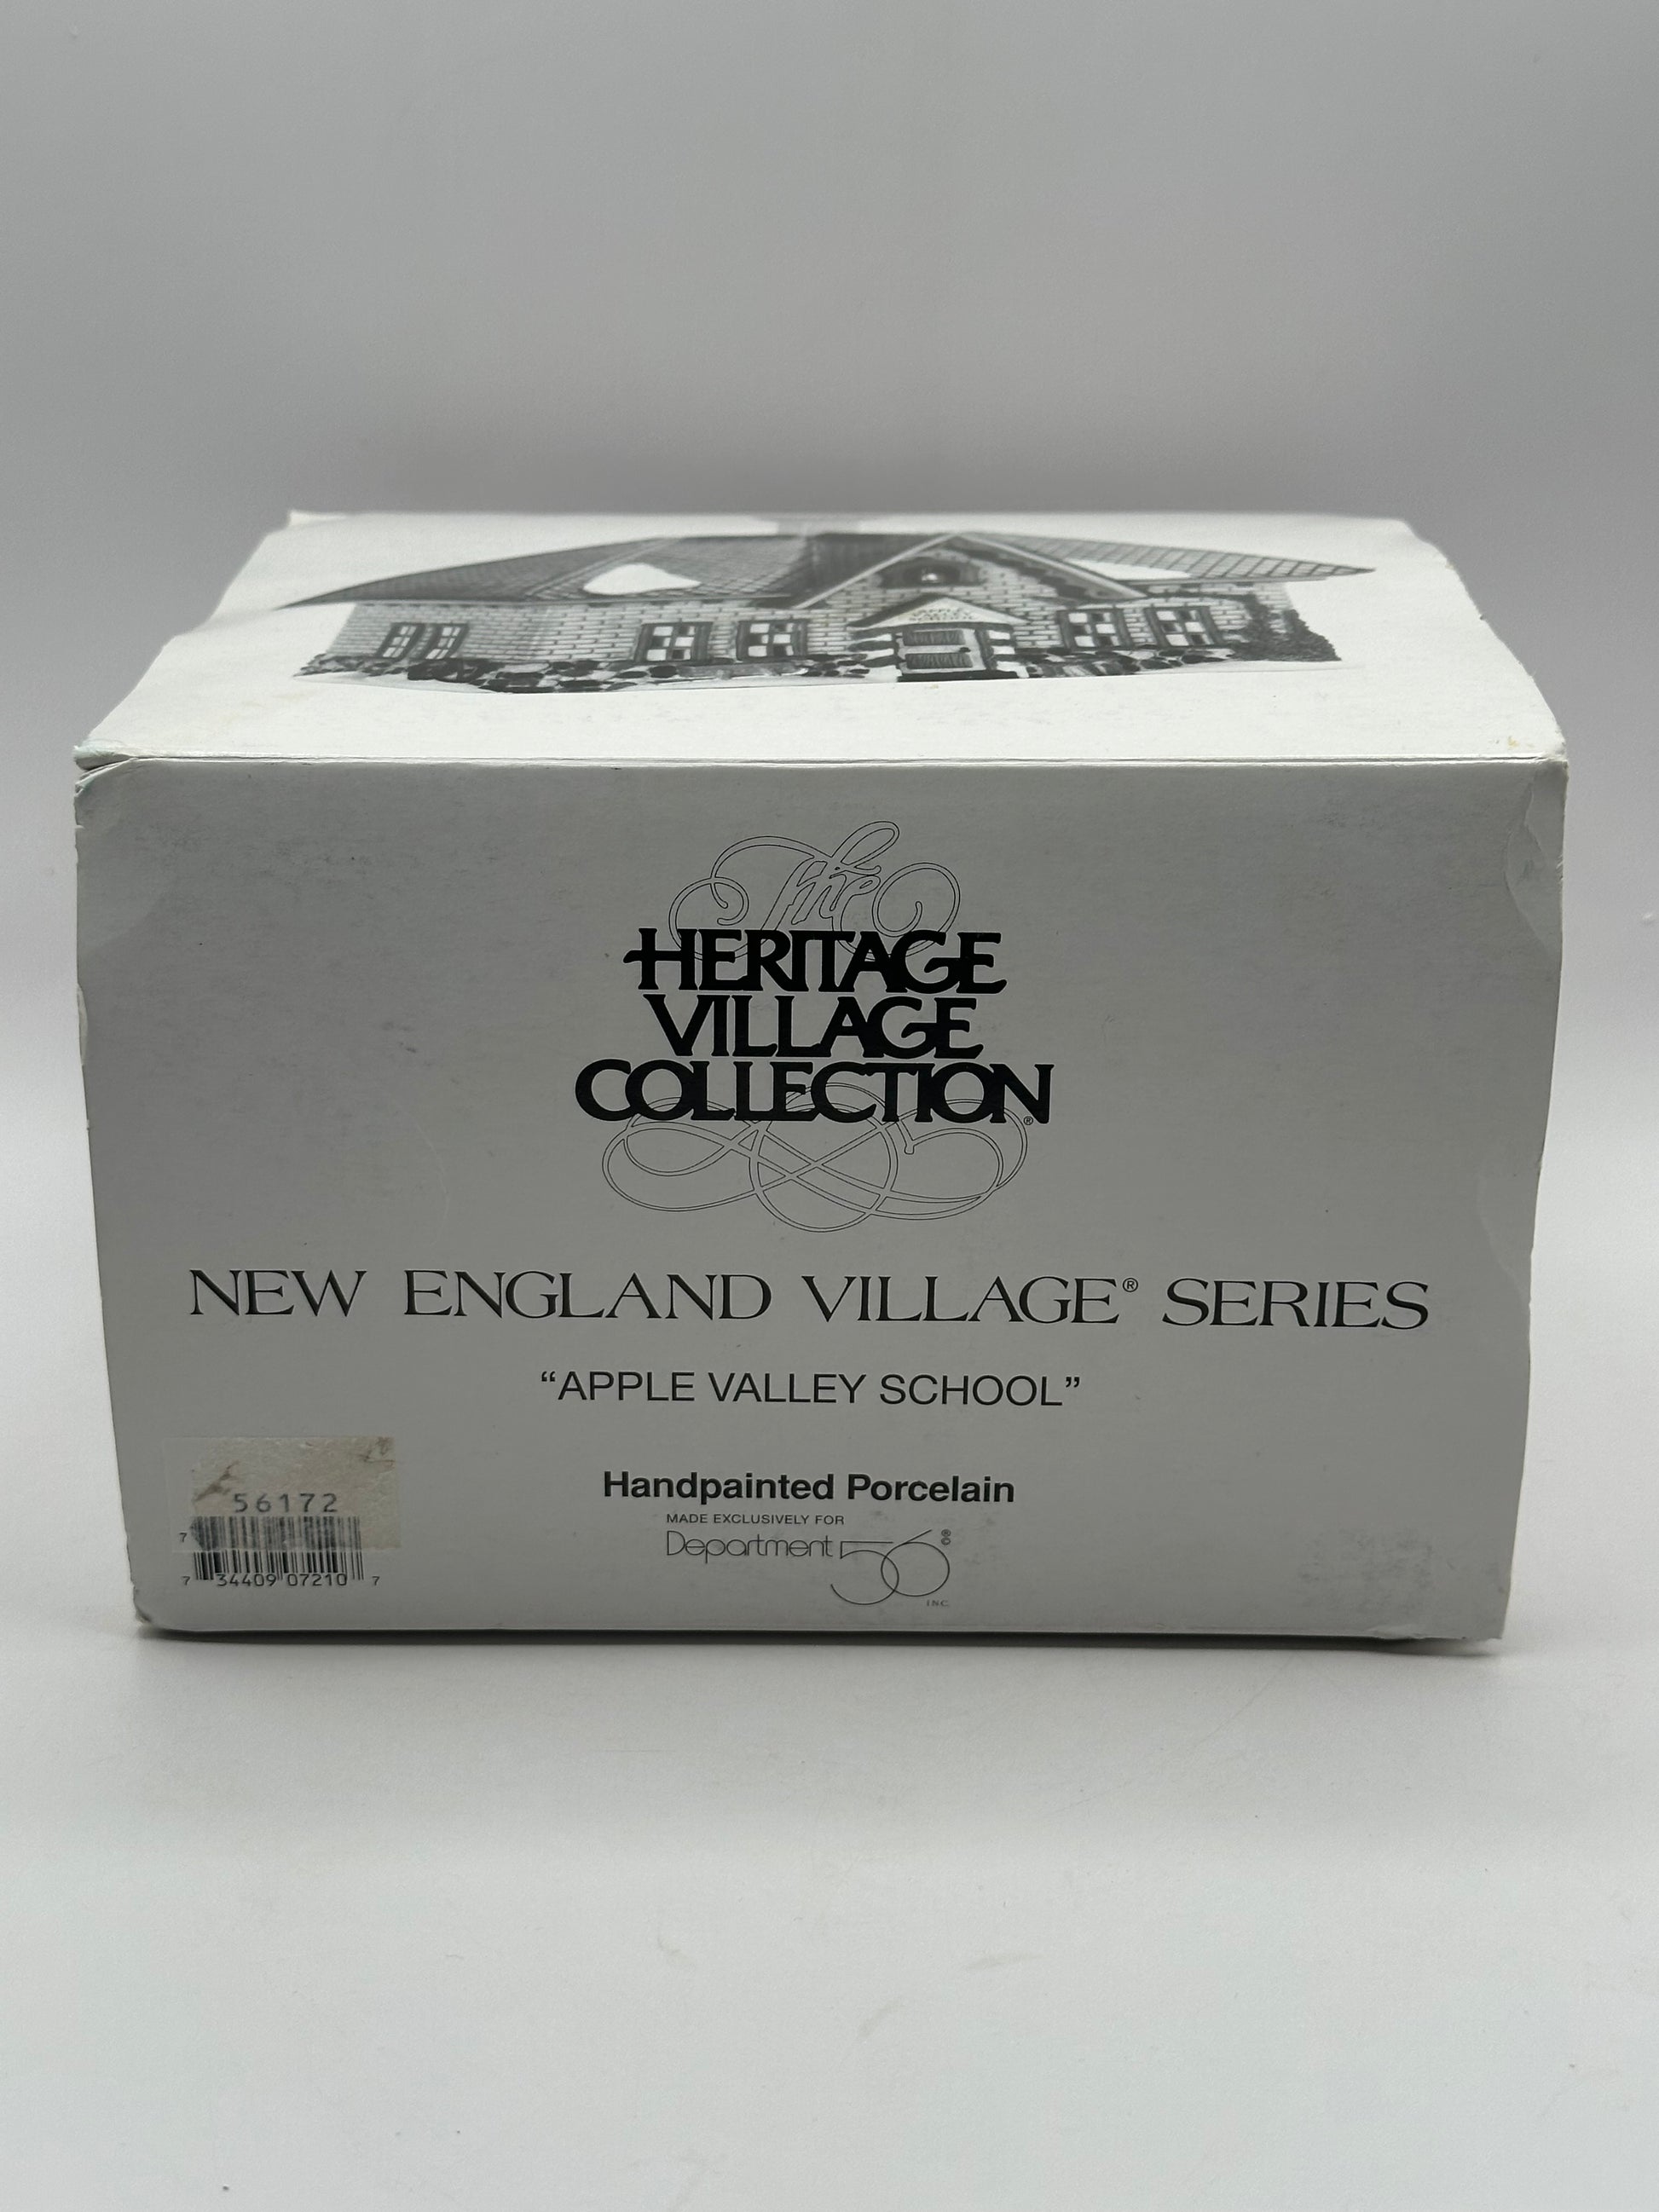 The
HERITAGE
VILLAGE
COLLECTION®
NEW ENGLAND VILLAGE® SERIES
“APPLE VALLEY SCHOOL”
Handpainted Porcelain
MADE EXCLUSIVELY FOR
Department 56®
INC.
56172
7
7 34409 07210 7